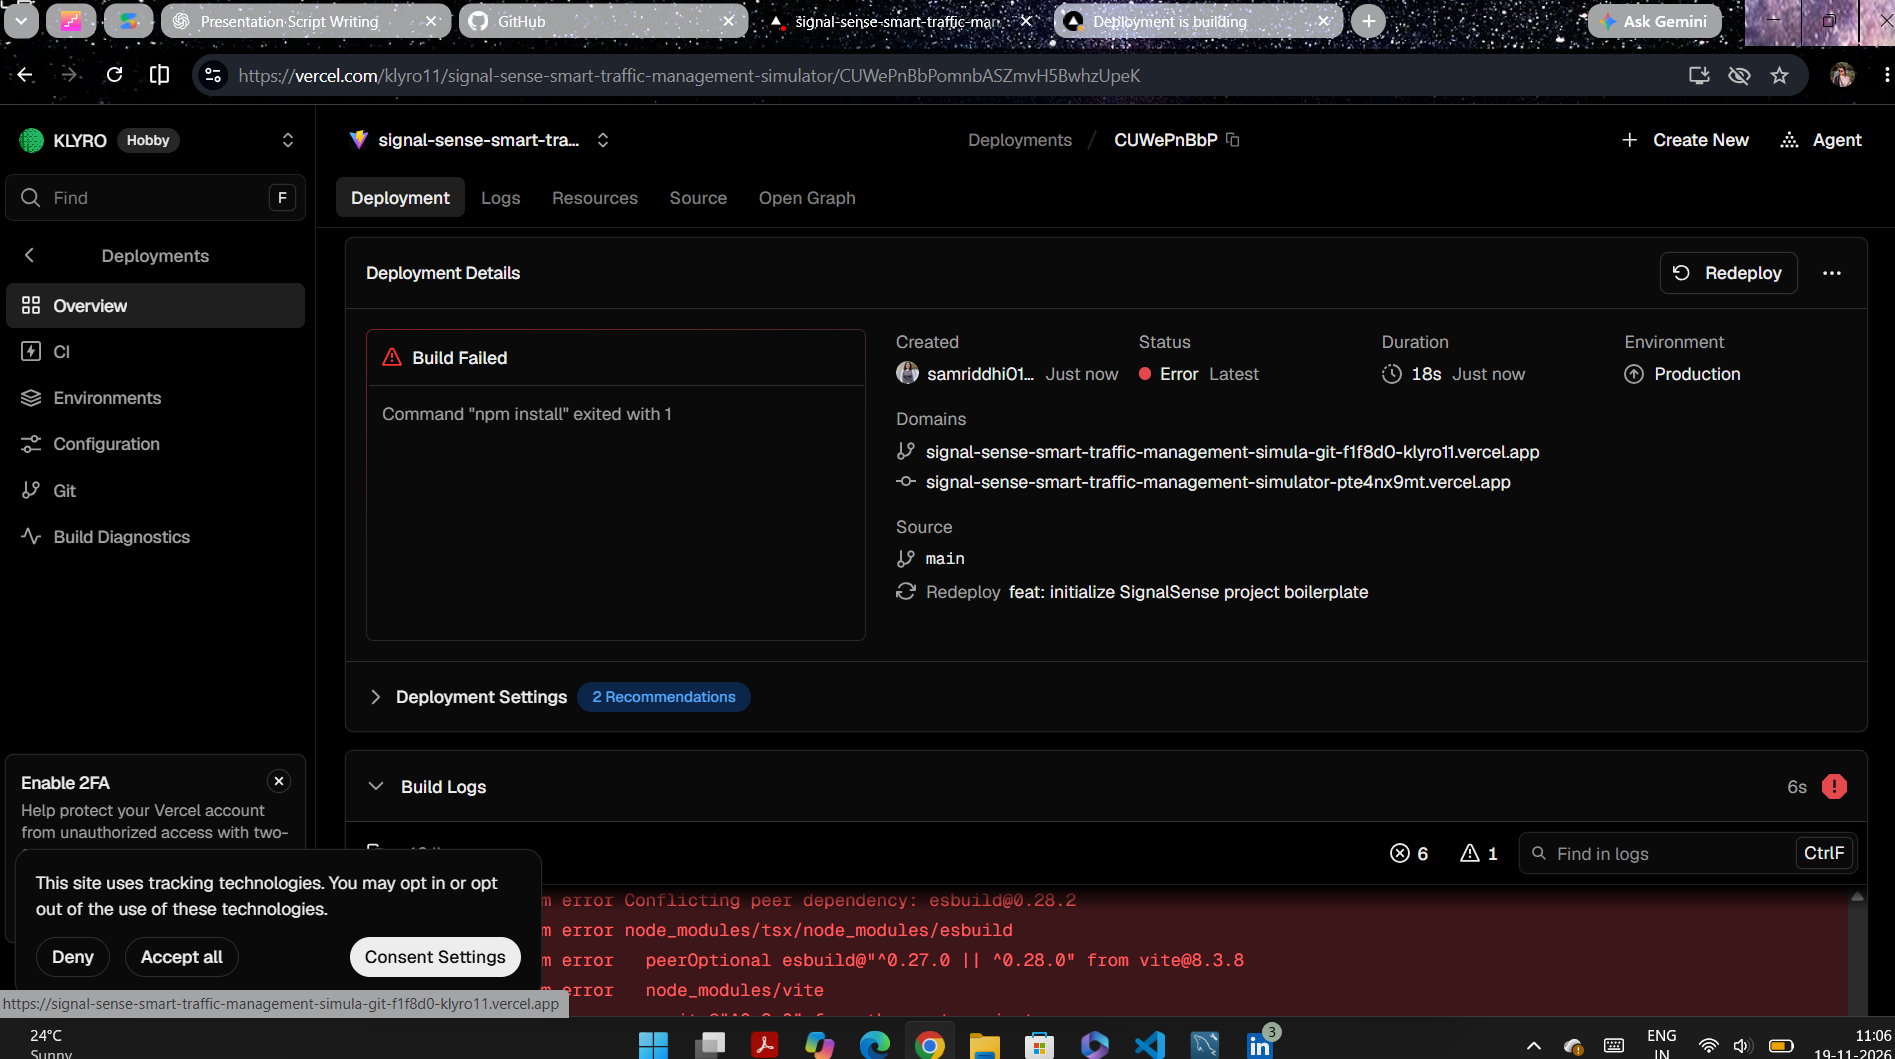 Presentation Script Writing
GitHub
signal-sense-smart-traffic-mar
Deployment is building
Ask Gemini
https://vercel.com/klyro11/signal-sense-smart-traffic-management-simulator/CUWePnBbPomnbASZmvH5BwhzUpeK
KLYRO Hobby
signal-sense-smart-tra...
Deployments / CUWePnBbP
Create New
Agent
Find F
Deployment Logs Resources Source Open Graph
Deployments
Overview
CI
Environments
Configuration
Git
Build Diagnostics
Deployment Details
Redeploy
Build Failed
Command "npm install" exited with 1
Created
samriddhi01... Just now
Status
Error Latest
Duration
18s Just now
Environment
Production
Domains
signal-sense-smart-traffic-management-simula-git-f1f8d0-klyro11.vercel.app
signal-sense-smart-traffic-management-simulator-pte4nx9mt.vercel.app
Source
main
Redeploy feat: initialize SignalSense project boilerplate
Deployment Settings 2 Recommendations
Build Logs 6s
6 1 Find in logs CtrlF
m error Conflicting peer dependency: esbuild@0.28.2
m error node_modules/tsx/node_modules/esbuild
m error peerOptional esbuild@"^0.27.0 || ^0.28.0" from vite@8.3.8
error node_modules/vite
Enable 2FA
Help protect your Vercel account
from unauthorized access with two-
This site uses tracking technologies. You may opt in or opt
out of the use of these technologies.
Deny Accept all Consent Settings
https://signal-sense-smart-traffic-management-simula-git-f1f8d0-klyro11.vercel.app
24°C
Sunny
3
ENG
IN
11:06
19-11-2026